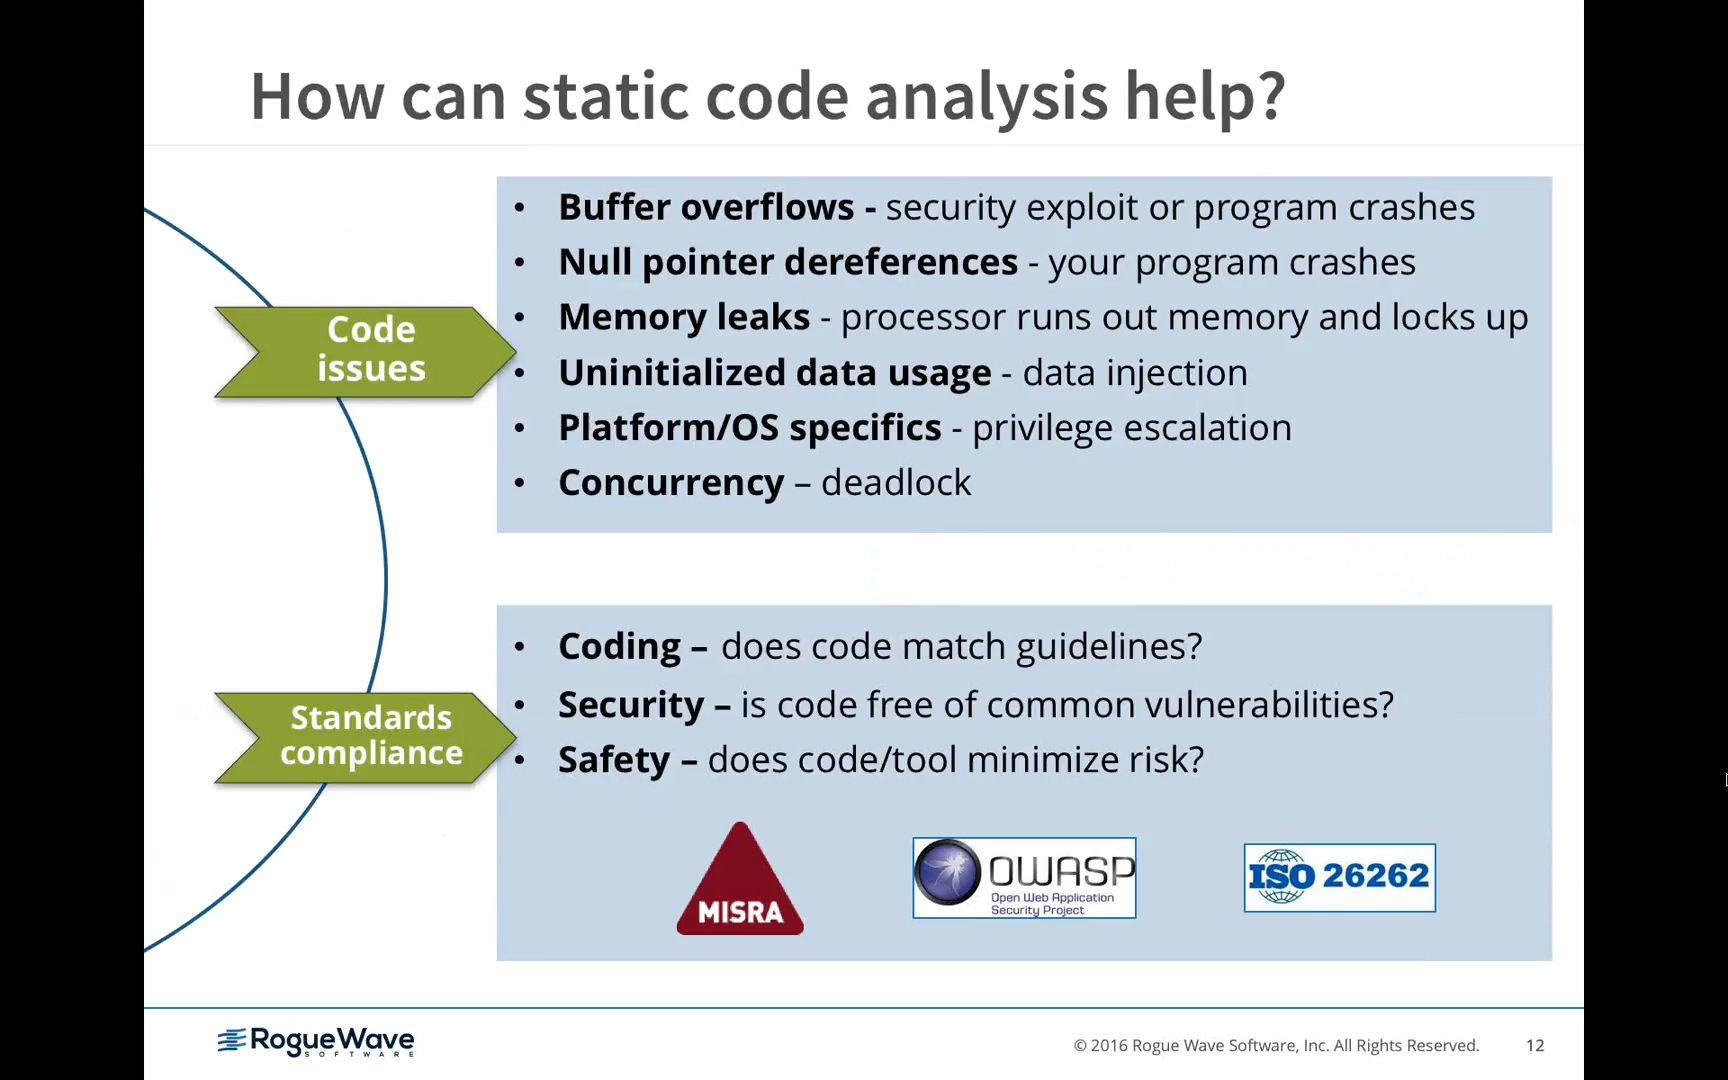 How can static code analysis help?
Code
issues
• Buffer overflows - security exploit or program crashes
• Null pointer dereferences - your program crashes
• Memory leaks - processor runs out memory and locks up
• Uninitialized data usage - data injection
• Platform/OS specifics - privilege escalation
• Concurrency – deadlock
Standards
compliance
• Coding – does code match guidelines?
• Security – is code free of common vulnerabilities?
• Safety – does code/tool minimize risk?
MISRA
OWASP
Open Web Application
Security Project
ISO 26262
RogueWave
SOFTWARE
© 2016 Rogue Wave Software, Inc. All Rights Reserved.
12